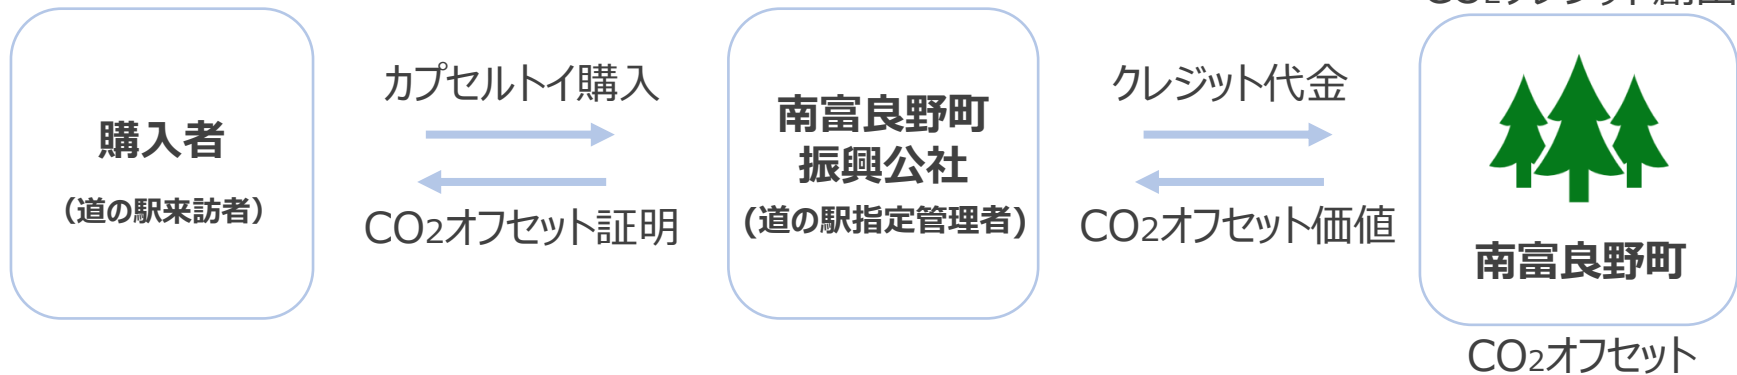 購入者
（道の駅来訪者）
カプセルトイ購入
CO2オフセット証明
南富良野町
振興公社
(道の駅指定管理者)
クレジット代金
CO2オフセット価値
南富良野町
CO2オフセット